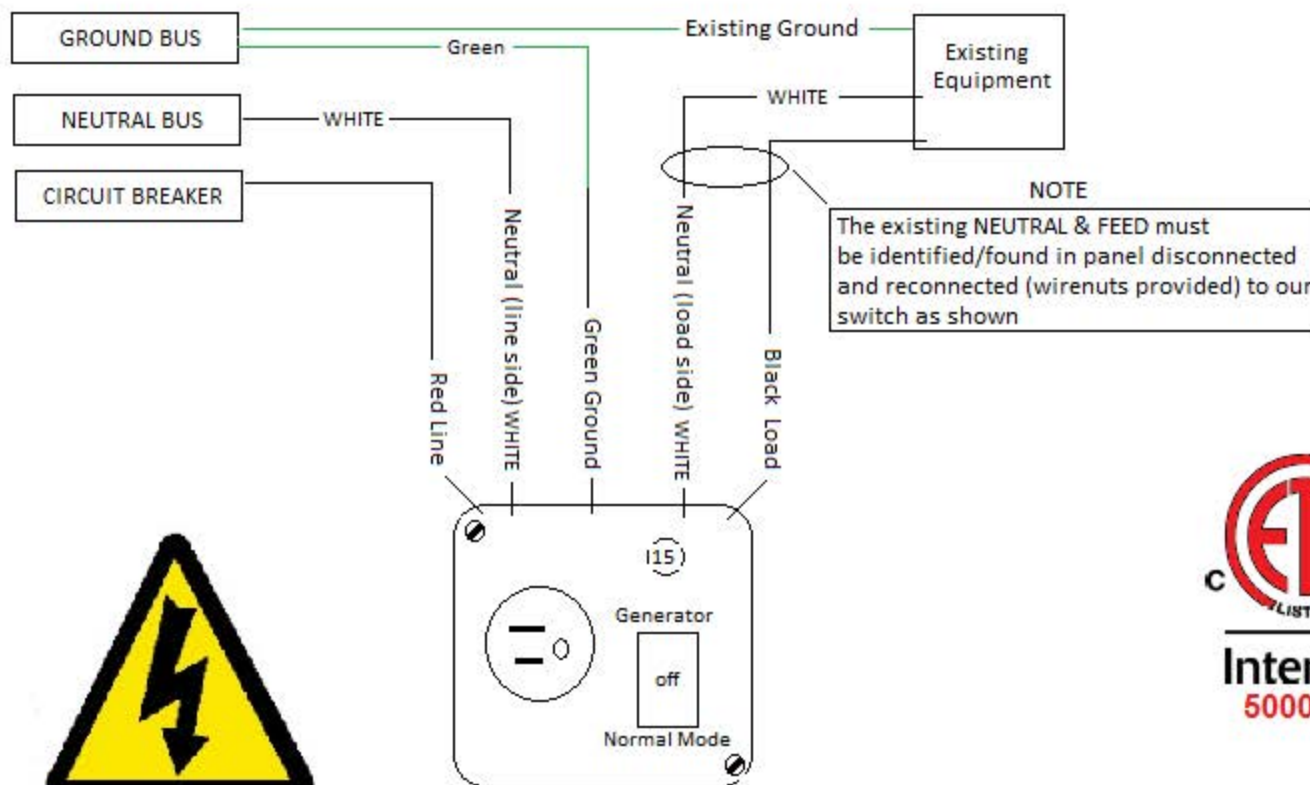 GROUND BUS
Existing Ground
Green
Existing
Equipment
NEUTRAL BUS
WHITE
WHITE
CIRCUIT BREAKER
NOTE
The existing NEUTRAL & FEED must
be identified/found in panel disconnected
and reconnected (wirenuts provided) to our
switch as shown
Red Line
Neutral (line side) WHITE
Green Ground
Neutral (load side) WHITE
Black Load
I15
Generator
off
Normal Mode
C
LIST
Inter
5000